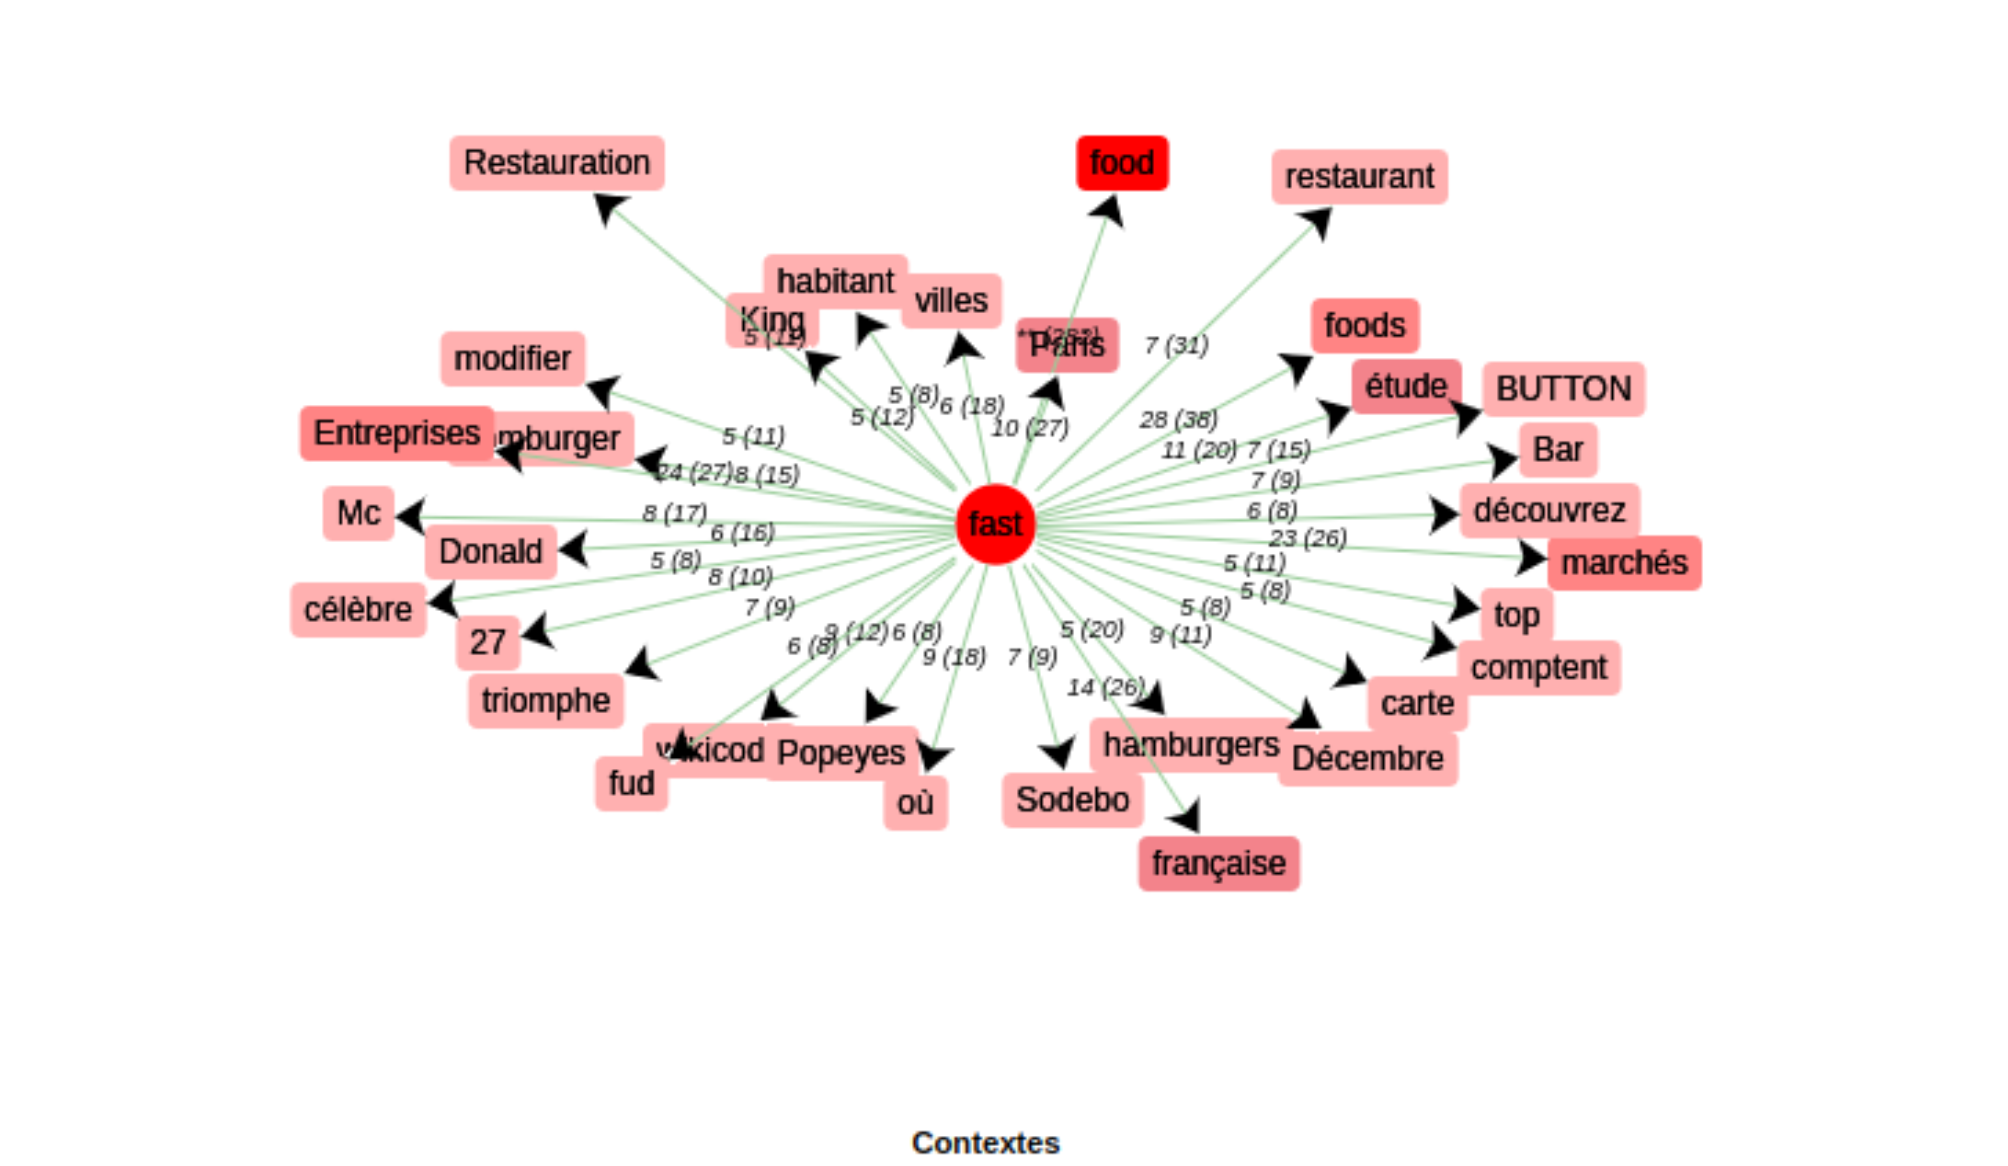 Restauration
food
restaurant
habitant
villes
King
5 (11)
Paris
foods
7 (31)
modifier
étude
BUTTON
5 (8)
6 (18)
5 (12)
10 (27)
28 (38)
Entreprises
mburger
5 (11)
11 (20)
7 (15)
Bar
24 (27)
8 (15)
7 (9)
Mc
8 (17)
fast
6 (8)
découvrez
Donald
6 (16)
23 (26)
marchés
5 (8)
5 (11)
8 (10)
5 (8)
célèbre
7 (9)
5 (8)
top
27
6 (8)
9 (12)
6 (8)
5 (20)
9 (11)
9 (18)
7 (9)
comptent
triomphe
14 (26)
carte
Popeyes
hamburgers
Décembre
fud
où
Sodebo
française
Contextes